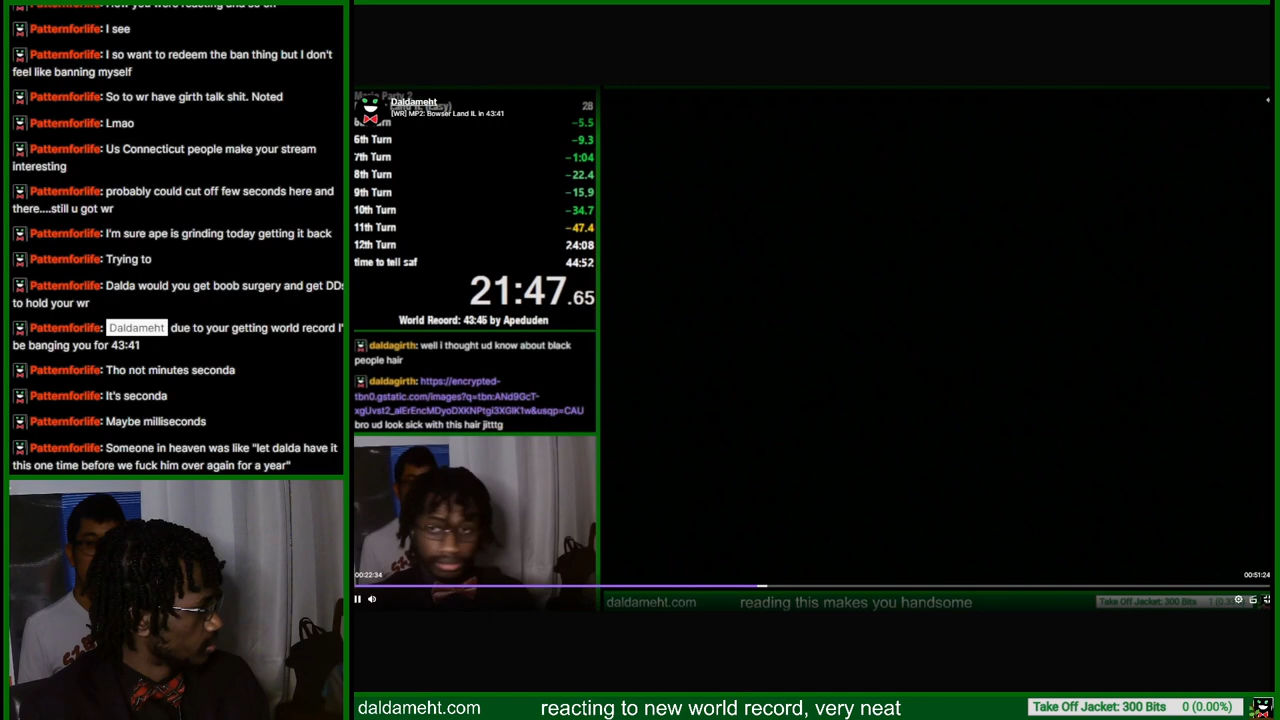 Patternforlife: I see
Patternforlife: I so want to redeem the ban thing but I don't
feel like banning myself
Patternforlife: So to wr have girth talk shit. Noted
Patternforlife: Lmao
Patternforlife: Us Connecticut people make your stream
interesting
Patternforlife: probably could cut off few seconds here and
there....still u got wr
Patternforlife: I'm sure ape is grinding today getting it back
Patternforlife: Trying to
Patternforlife: Dalda would you get boob surgery and get DDs
to hold your wr
Patternforlife: Daldameht due to your getting world record I'
be banging you for 43:41
Patternforlife: Tho not minutes seconda
Patternforlife: It's seconda
Patternforlife: Maybe milliseconds
Patternforlife: Someone in heaven was like "let dalda have it
this one time before we fuck him over again for a year"
Daldameht
28
[WR] MP2: Bowser Land IL in 43:41
-5.5
6th Turn -9.3
7th Turn -1:04
8th Turn -22.4
9th Turn -15.9
10th Turn -34.7
11th Turn -47.4
12th Turn 24:08
time to tell saf 44:52
21:47.65
World Record: 43:46 by Apeduden
daldagirth: well i thought ud know about black
people hair
daldagirth: https://encrypted-
bro ud look sick with this hair jitttg
00:22:34 00:51:24
daldameht.com reading this makes you handsome Take Off Jacket: 300 Bits
daldameht.com reacting to new world record, very neat Take Off Jacket: 300 Bits 0 (0.00%)